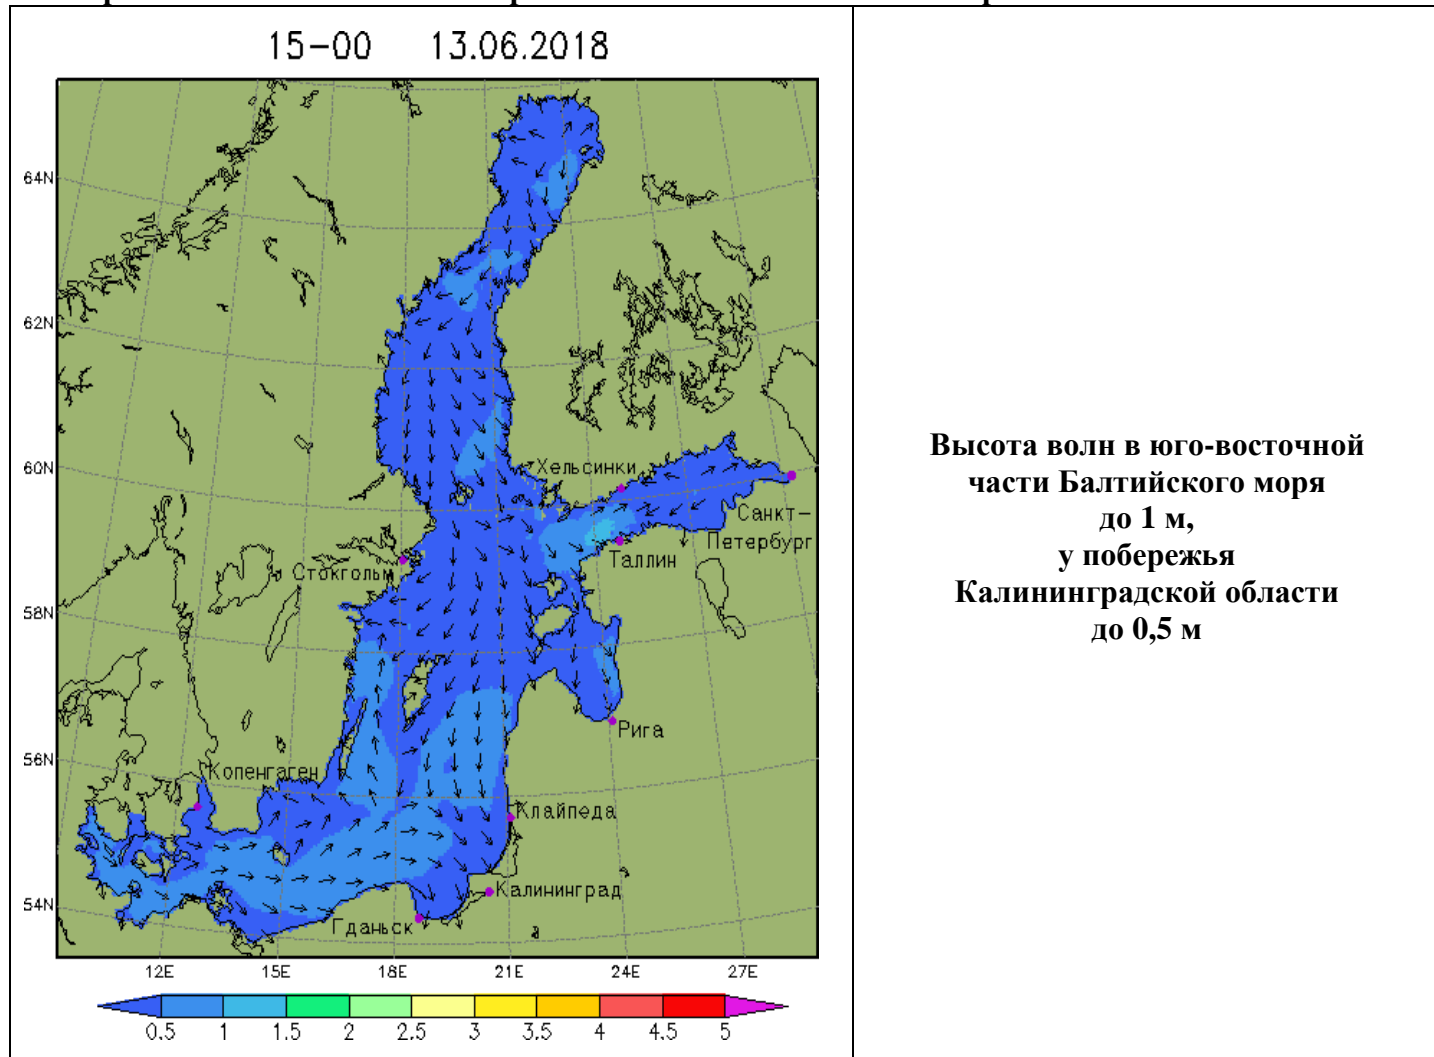 15-00 13.06.2018
64N
62N
60N
58N
56N
54N
Хельсинки
Санкт-
Петербург
Таллин
Стокгольм
Рига
Копенгаген
Клайпеда
Калининград
Гданьск
12E 15E 18E 21E 24E 27E
0.5 1 1.5 2 2.5 3 3.5 4 4.5 5
Высота волн в юго-восточной
части Балтийского моря
до 1 м,
у побережья
Калининградской области
до 0,5 м